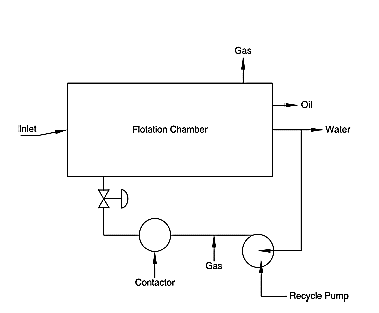 Gas
Oil
Inlet
Flotation Chamber
Water
Gas
Contactor
Recycle Pump